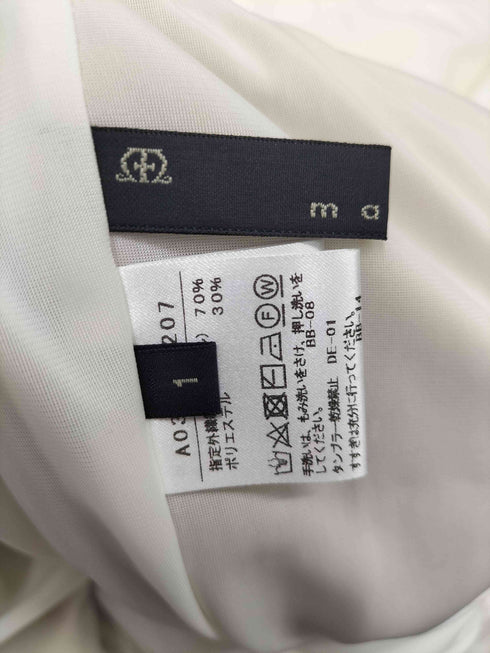 m a
1
A03 207
指定外繊 ) 70%
ポリエステル 30%
手洗いは、もみ洗いをさけ、押し洗いを
してください。 BB-08
タンブラー乾燥禁止 DE-01
すすぎは充分に行ってください。
BB-14